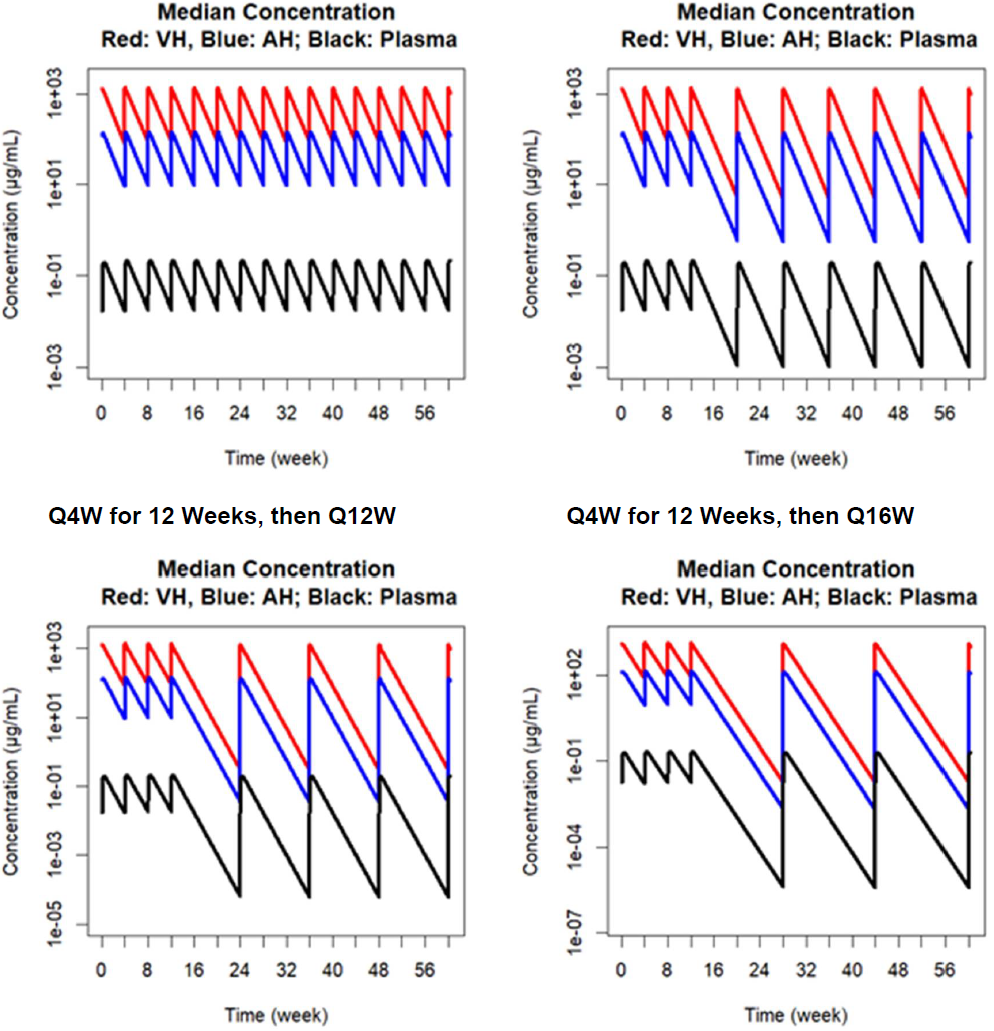 Median Concentration
Red: VH, Blue: AH; Black: Plasma
Concentration (µg/mL)
1e+03
1e+01
1e-01
1e-03
0 8 16 24 32 40 48 56
Time (week)
Median Concentration
Red: VH, Blue: AH; Black: Plasma
Concentration (µg/mL)
1e+03
1e+01
1e-01
1e-03
0 8 16 24 32 40 48 56
Time (week)
Q4W for 12 Weeks, then Q12W
Median Concentration
Red: VH, Blue: AH; Black: Plasma
Concentration (µg/mL)
1e+03
1e+01
1e-01
1e-03
1e-05
0 8 16 24 32 40 48 56
Time (week)
Q4W for 12 Weeks, then Q16W
Median Concentration
Red: VH, Blue: AH; Black: Plasma
Concentration (µg/mL)
1e+02
1e-01
1e-04
1e-07
0 8 16 24 32 40 48 56
Time (week)